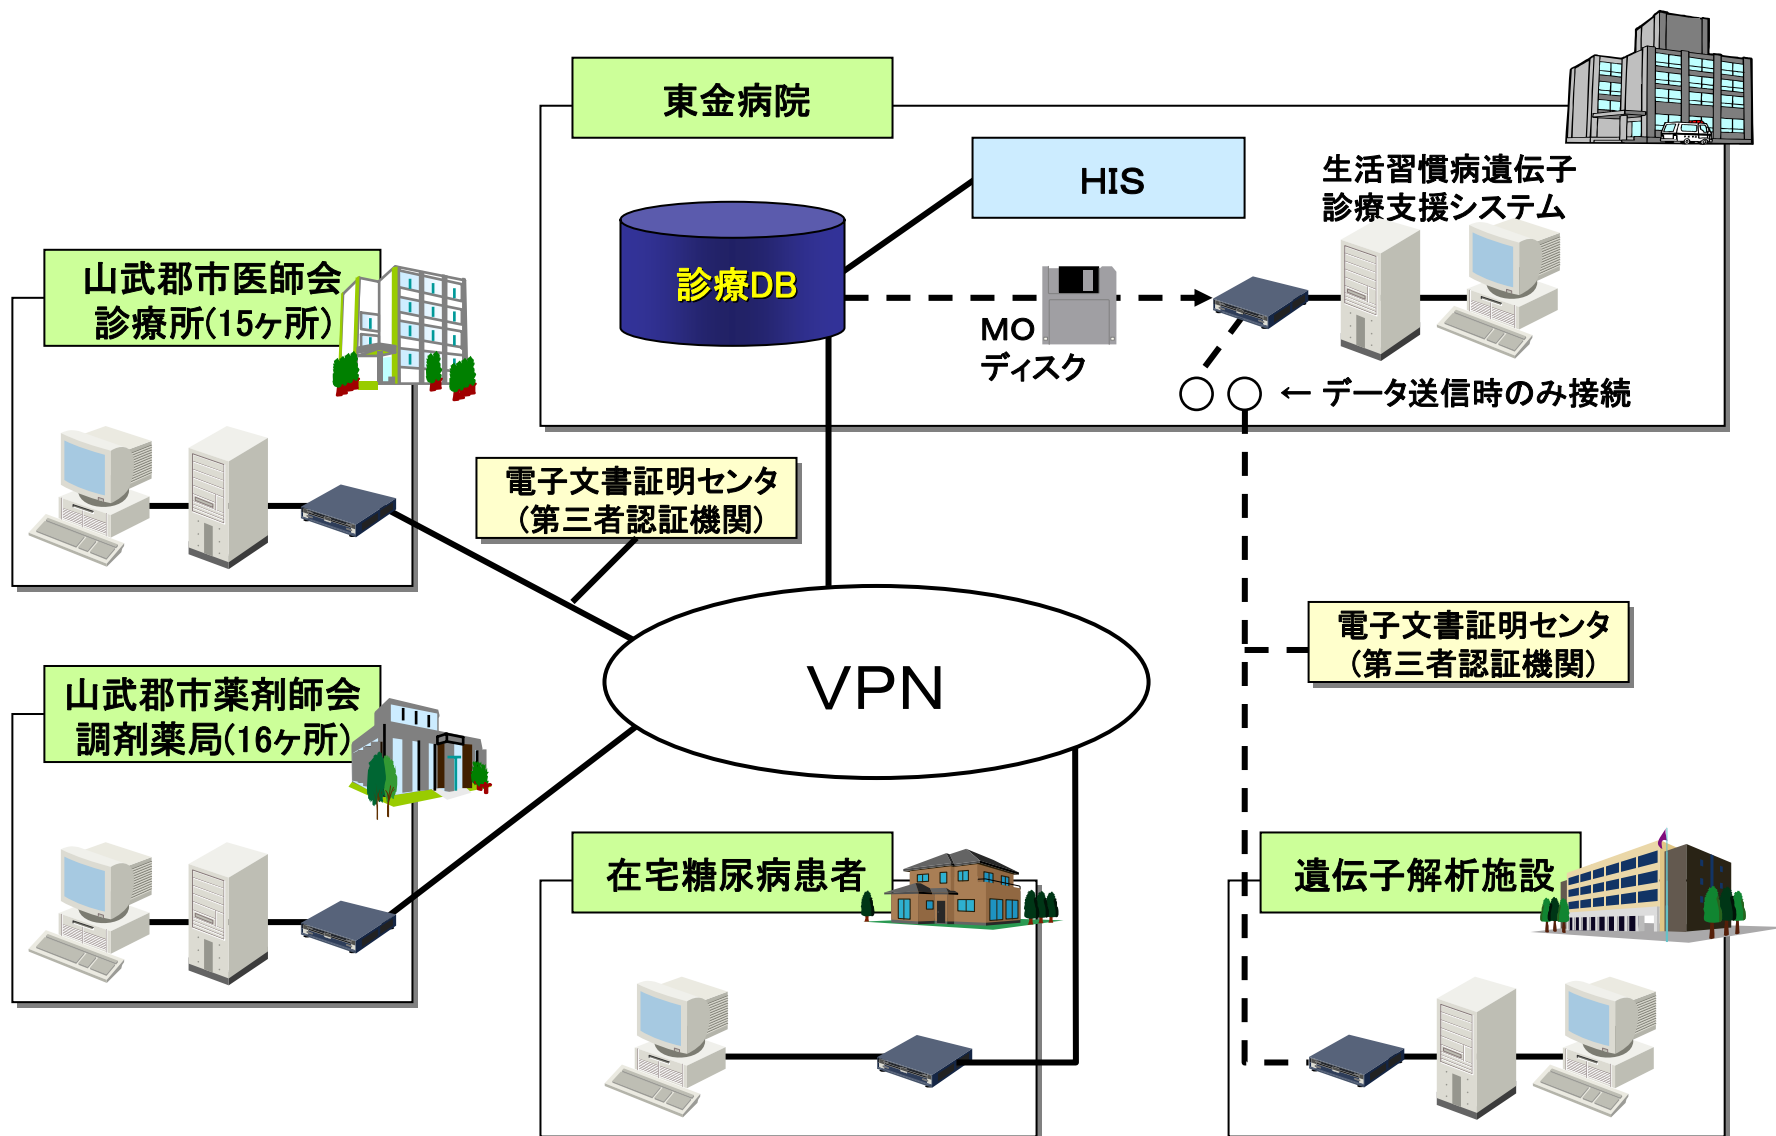 東金病院
HIS
生活習慣病遺伝子
診療支援システム
診療DB
MO
ディスク
← データ送信時のみ接続
山武郡市医師会
診療所(15ヶ所)
電子文書証明センタ
(第三者認証機関)
電子文書証明センタ
(第三者認証機関)
VPN
山武郡市薬剤師会
調剤薬局(16ヶ所)
在宅糖尿病患者
遺伝子解析施設